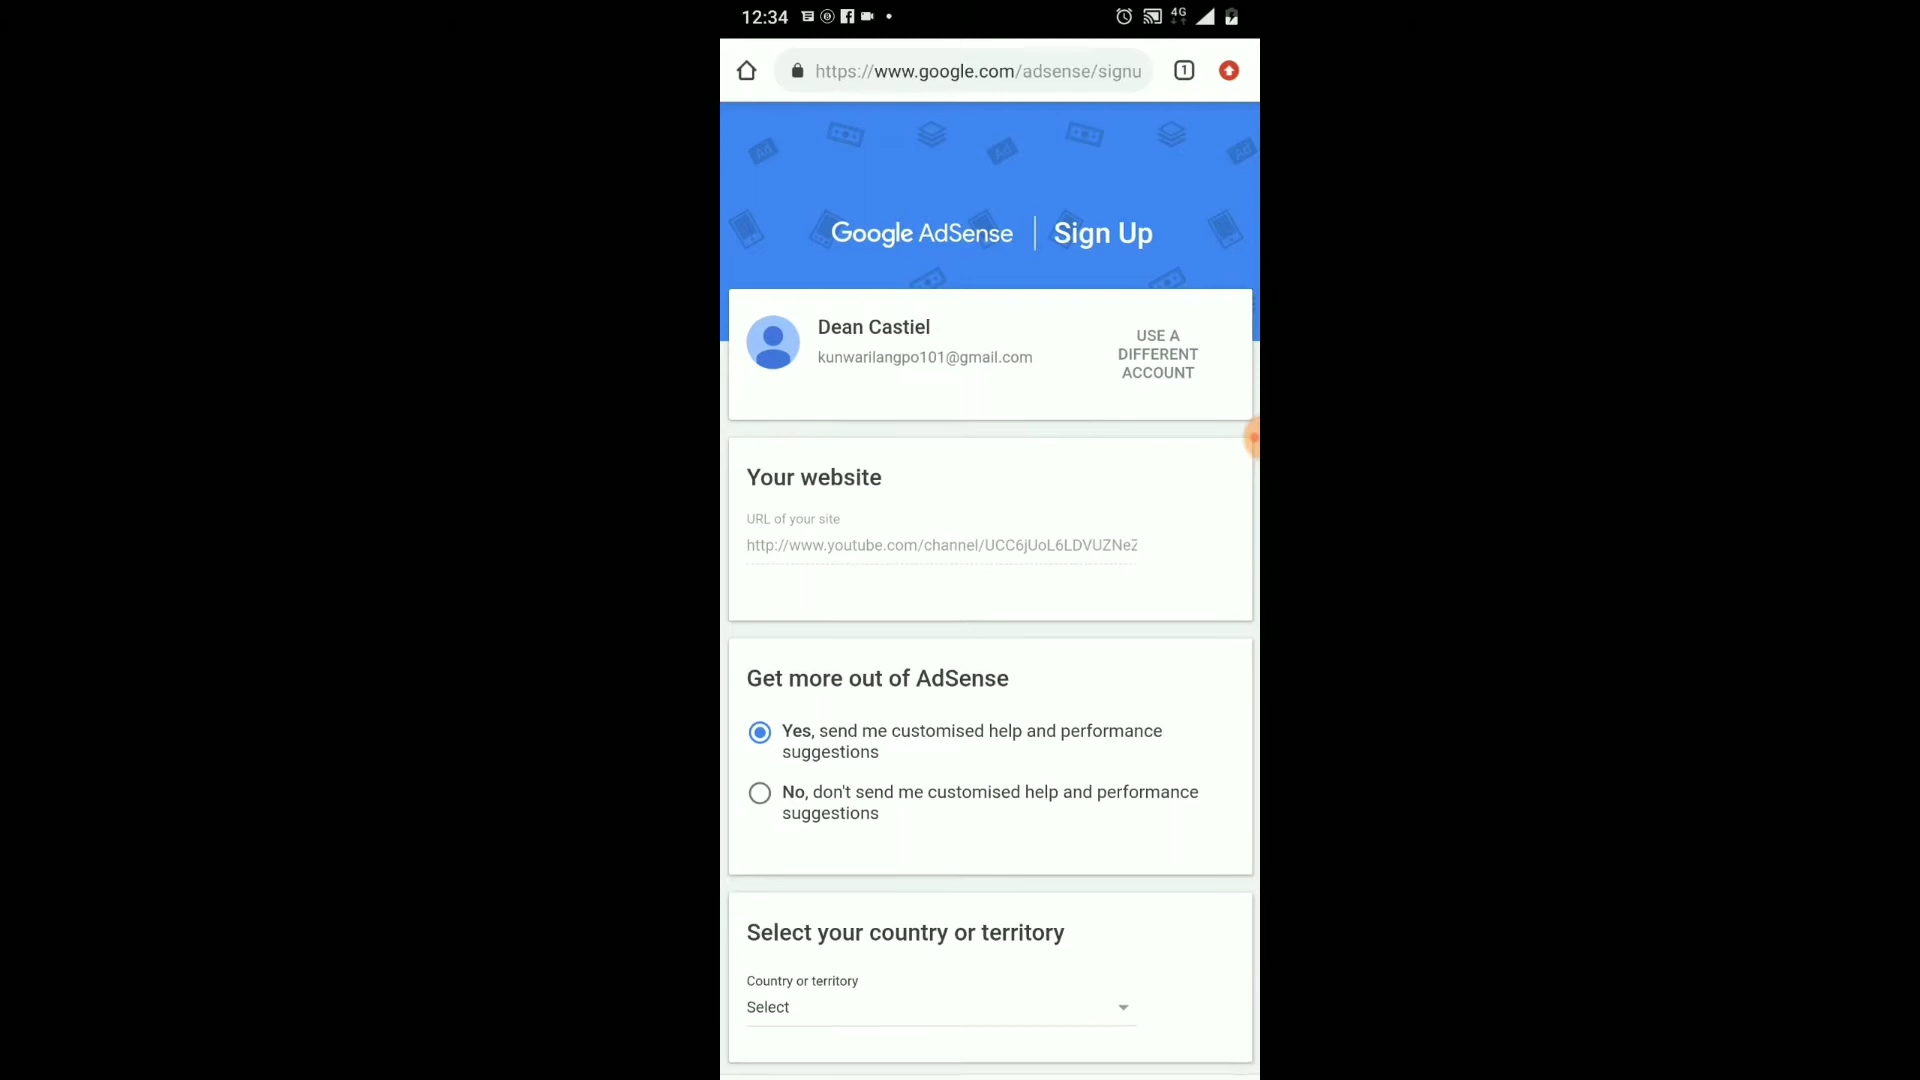 12:34
4G
https://www.google.com/adsense/signu
1
Google AdSense | Sign Up
Dean Castiel
kunwarilangpo101@gmail.com
USE A
DIFFERENT
ACCOUNT
Your website
URL of your site
http://www.youtube.com/channel/UCC6jUoL6LDVUZNeZ
Get more out of AdSense
Yes, send me customised help and performance
suggestions
No, don't send me customised help and performance
suggestions
Select your country or territory
Country or territory
Select